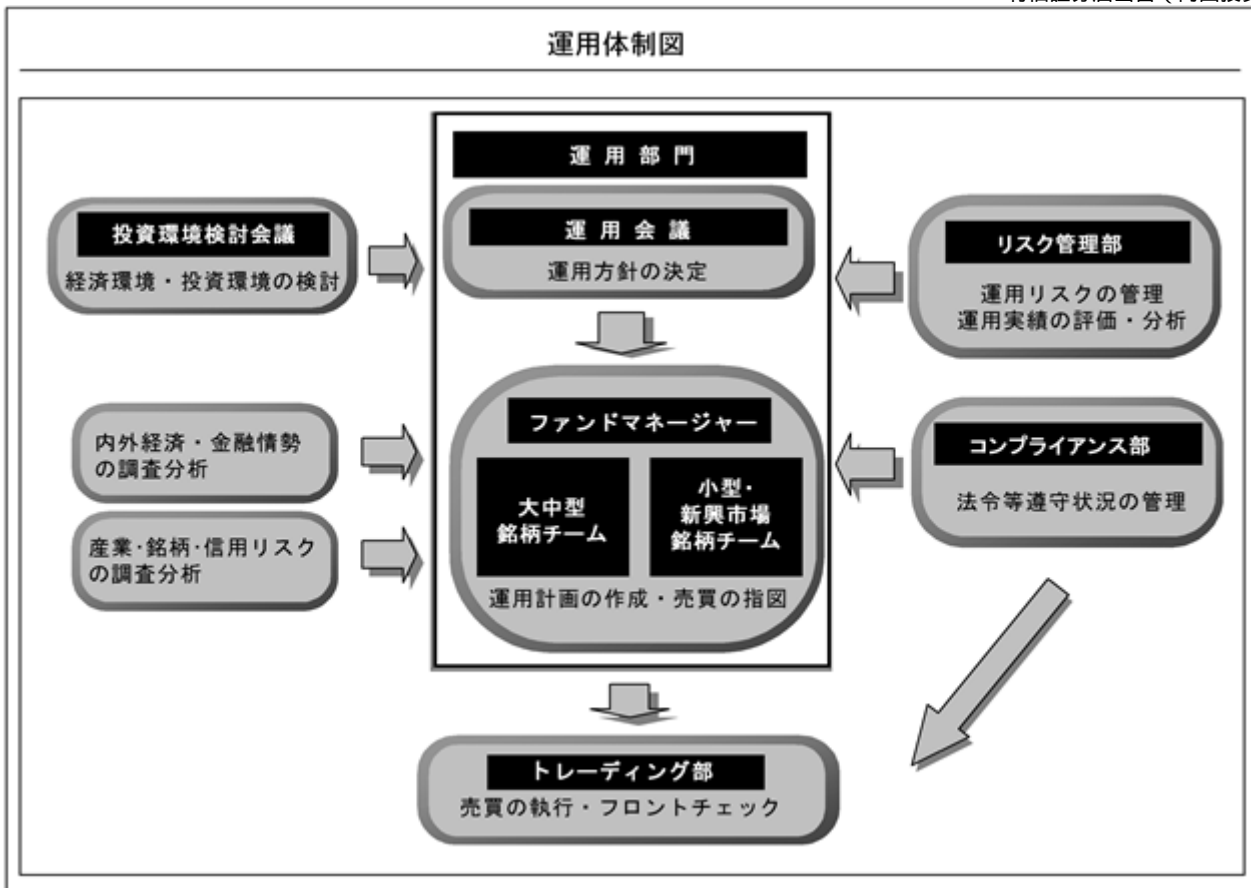 運用体制図
運用部門
運用会議
運用方針の決定
投資環境検討会議
経済環境・投資環境の検討
リスク管理部
運用リスクの管理
運用実績の評価・分析
内外経済・金融情勢
の調査分析
産業・銘柄・信用リスク
の調査分析
ファンドマネージャー
大中型
銘柄チーム
小型・
新興市場
銘柄チーム
運用計画の作成・売買の指図
コンプライアンス部
法令等遵守状況の管理
トレーディング部
売買の執行・フロントチェック